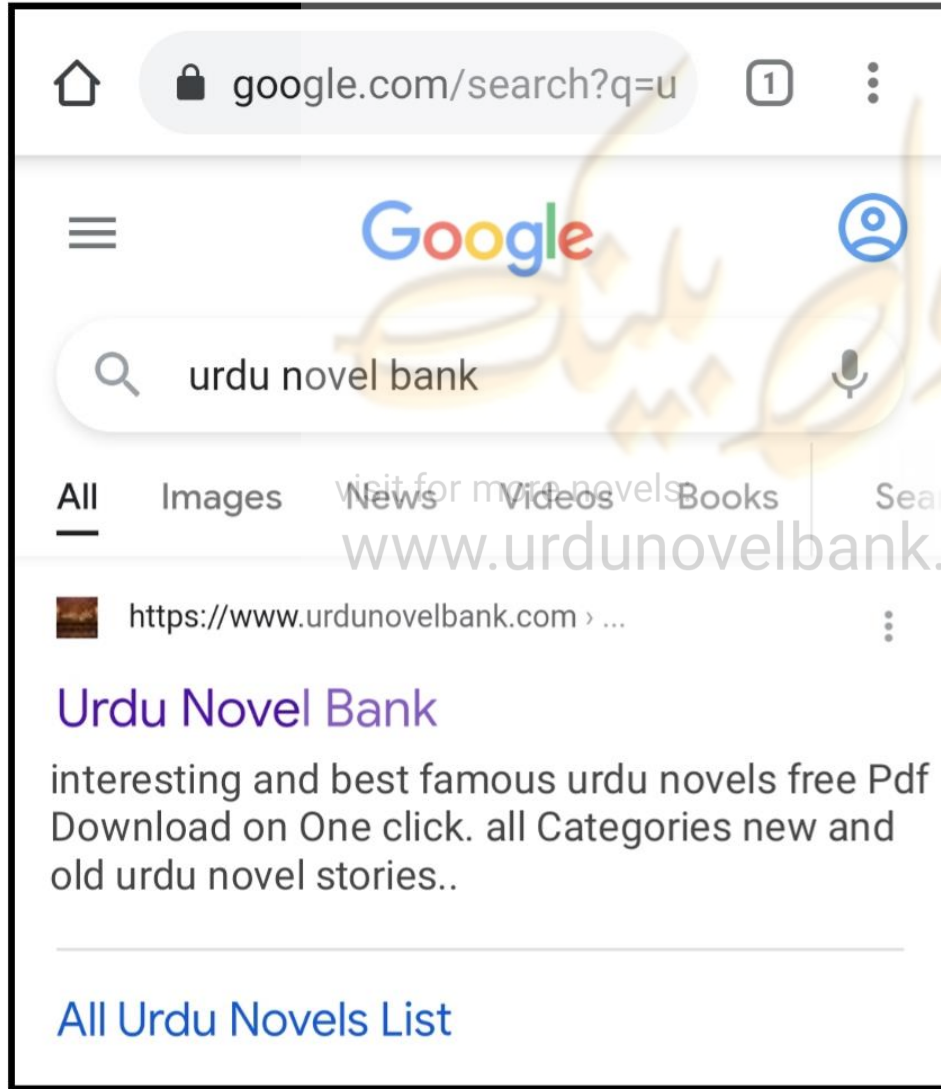 google.com/search?q=u
1
Google
urdu novel bank
All Images News Videos Books Sea
visit for more novels
www.urdunovelbank.
https://www.urdunovelbank.com › ...
Urdu Novel Bank
interesting and best famous urdu novels free Pdf
Download on One click. all Categories new and
old urdu novel stories..
All Urdu Novels List